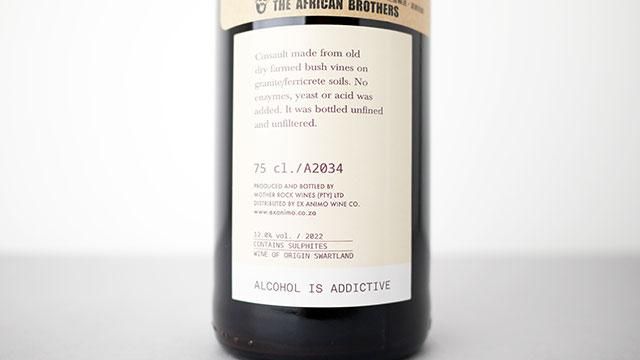 THE AFRICAN BROTHERS
Cinsault made from old
dry farmed bush vines on
granite/ferricrete soils. No
enzymes, yeast or acid was
added. It was bottled unfined
and unfiltered.
75 cl./A2034
PRODUCED AND BOTTLED BY
MOTHER ROCK WINES [PTY] LTD
DISTRIBUTED BY EX ANIMO WINE CO.
www.exanimo.co.za
12.0% vol. / 2022
CONTAINS SULPHITES
WINE OF ORIGIN SWARTLAND
ALCOHOL IS ADDICTIVE